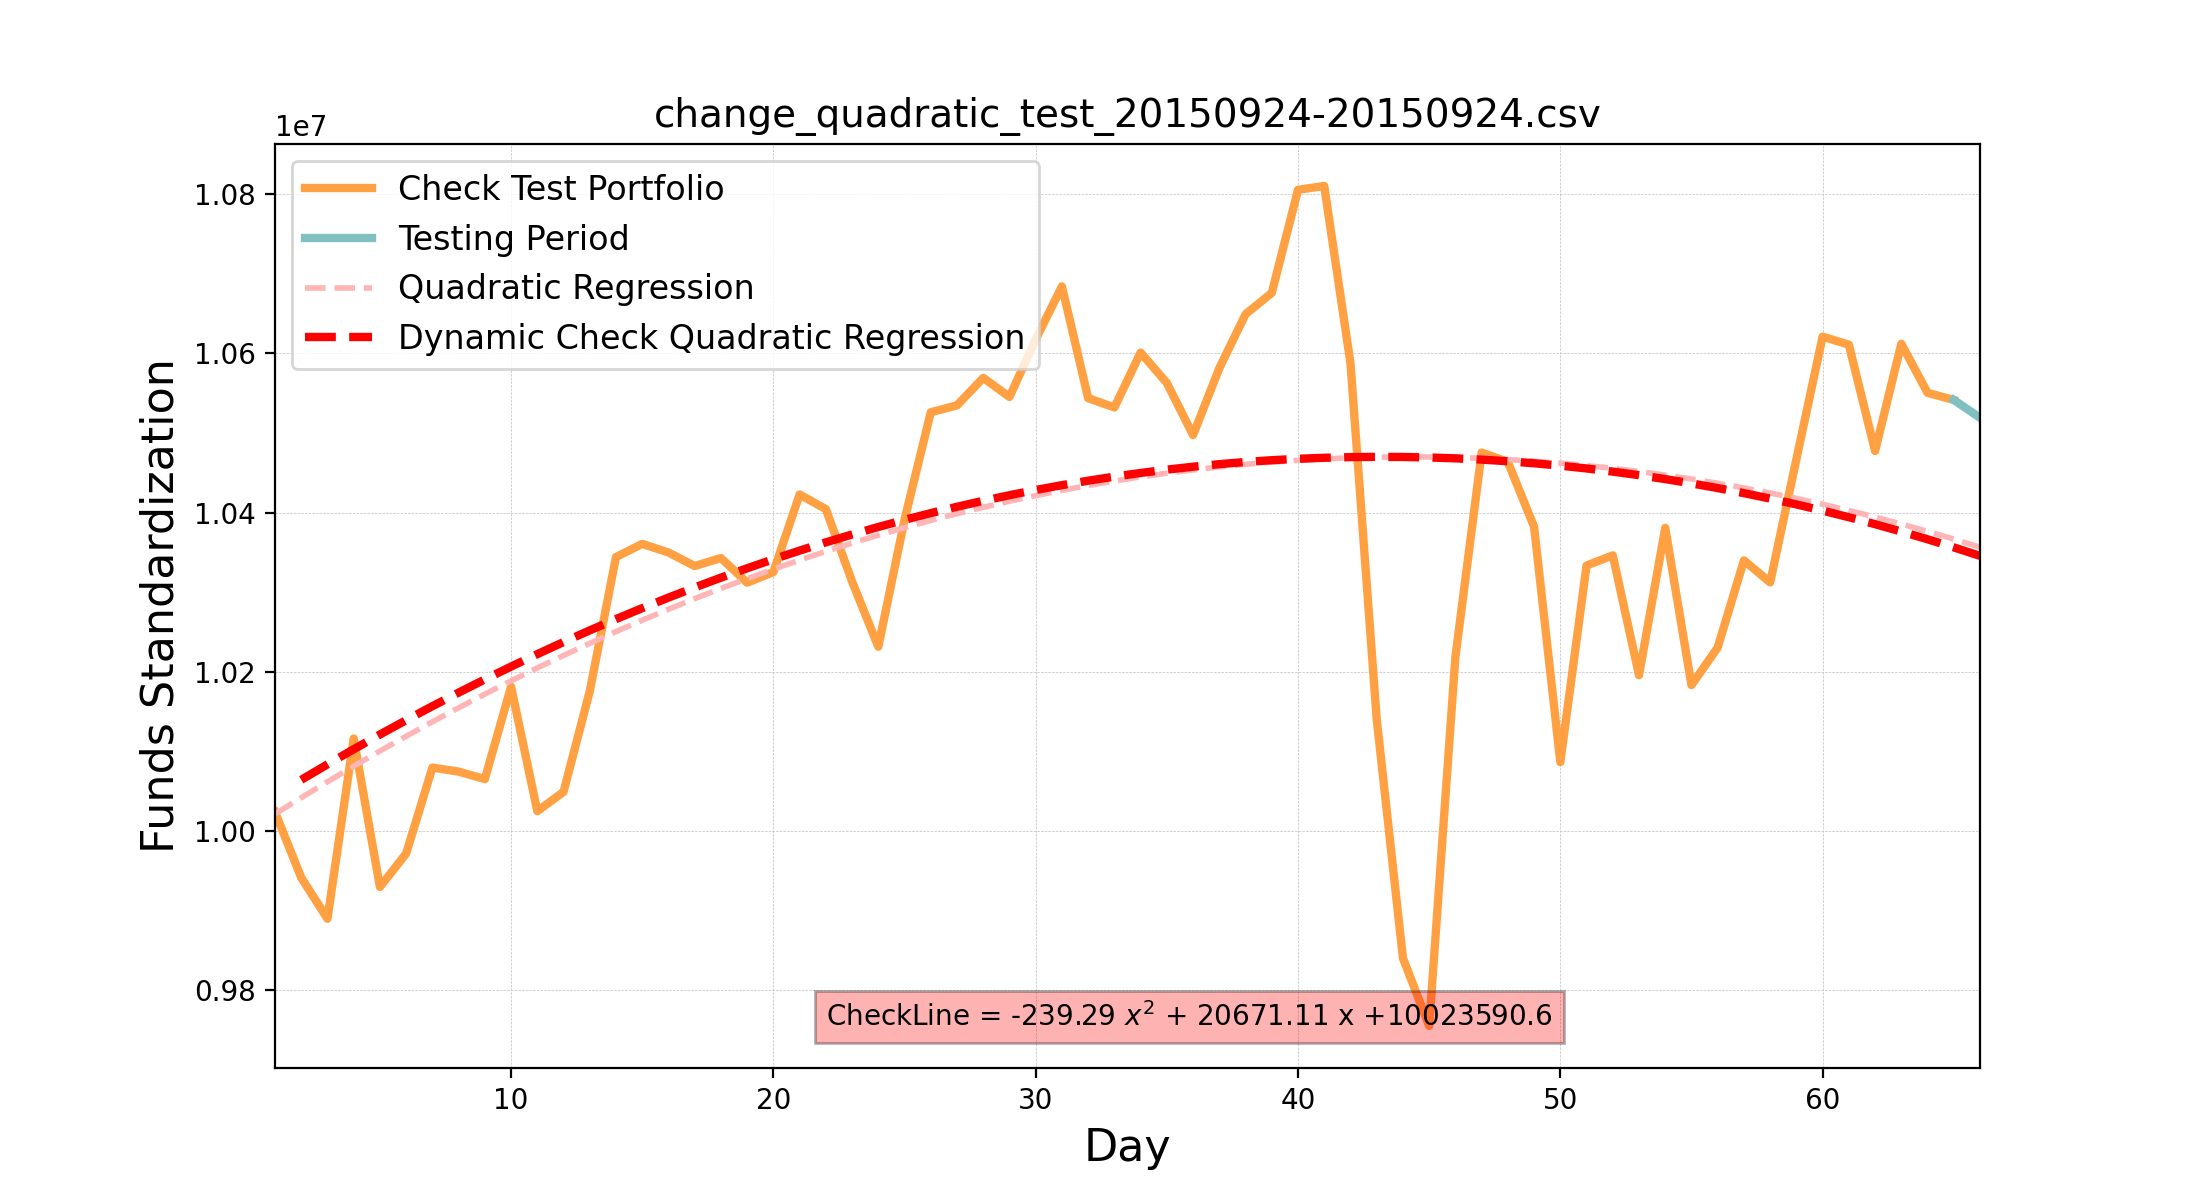 change_quadratic_test_20150924-20150924.csv
1e7
Check Test Portfolio
Testing Period
Quadratic Regression
Dynamic Check Quadratic Regression
1.08
1.06
1.04
1.02
1.00
0.98
Funds Standardization
CheckLine = -239.29 x² + 20671.11 x +10023590.6
10 20 30 40 50 60
Day